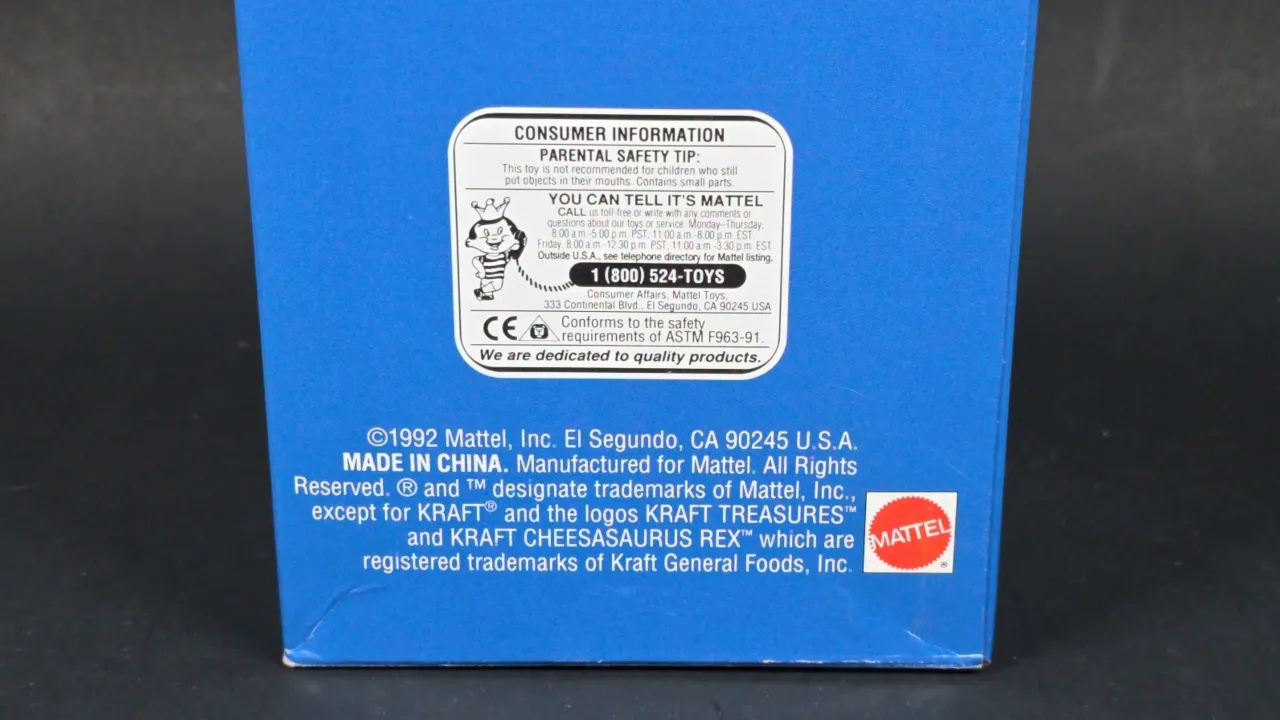 CONSUMER INFORMATION
PARENTAL SAFETY TIP:
This toy is not recommended for children who still
put objects in their mouths. Contains small parts.
YOU CAN TELL IT'S MATTEL
CALL us toll-free or write with any comments or
questions about our toys or service. Monday–Thursday.
8:00 a.m.-5:00 p.m. PST, 11:00 a.m.-8:00 p.m. EST.
Friday, 8:00 a.m.-12:30 p.m. PST, 11:00 a.m.-3:30 p.m. EST
Outside U.S.A., see telephone directory for Mattel listing.
1 (800) 524-TOYS
Consumer Affairs, Mattel Toys,
333 Continental Blvd., El Segundo, CA 90245 USA
CE
Conforms to the safety
requirements of ASTM F963-91.
We are dedicated to quality products.
©1992 Mattel, Inc. El Segundo, CA 90245 U.S.A.
MADE IN CHINA. Manufactured for Mattel. All Rights
Reserved. ® and ™ designate trademarks of Mattel, Inc.,
except for KRAFT® and the logos KRAFT TREASURES™
and KRAFT CHEESASAURUS REX™ which are
registered trademarks of Kraft General Foods, Inc.
MATTEL®